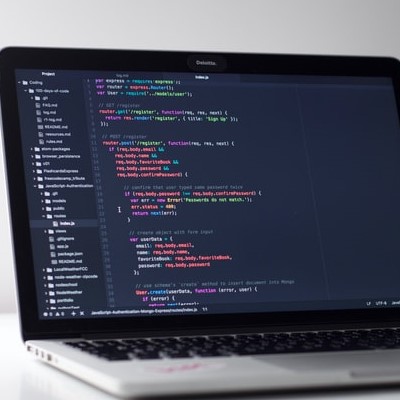 Deloitte.
Project
log.md
index.js
Coding
100-days-of-code
.git
FAQ.md
log.md
r1-log.md
README.md
resources.md
rules.md
atom-packages
browser_persistence
JavaScript-Authentication
.git
models
public
routes
index.js
views
.gitignore
app.js
package.json
README.md
LocalWeatherFCC
node-weather-zipcode
nodeschool
portfolio
var express = require('express');
var router = express.Router();
var User = require('../models/user');
// GET /register
router.get('/register', function(req, res, next) {
return res.render('register', { title: 'Sign Up' });
});
// POST /register
router.post('/register', function(req, res, next) {
if (req.body.email &&
req.body.name &&
req.body.favoriteBook &&
req.body.password &&
req.body.confirmPassword) {
// confirm that user typed same password twice
if (req.body.password !== req.body.confirmPassword) {
var err = new Error('Passwords do not match.');
err.status = 400;
return next(err);
}
// create object with form input
var userData = {
email: req.body.email,
name: req.body.name,
favoriteBook: req.body.favoriteBook,
password: req.body.password
};
// use schema's `create` method to insert document into Mongo
User.create(userData, function (error, user) {
if (error) {
return next(error);
JavaScript-Authentication-Mongo-Express/routes/index.js 1:1
LF UTF-8